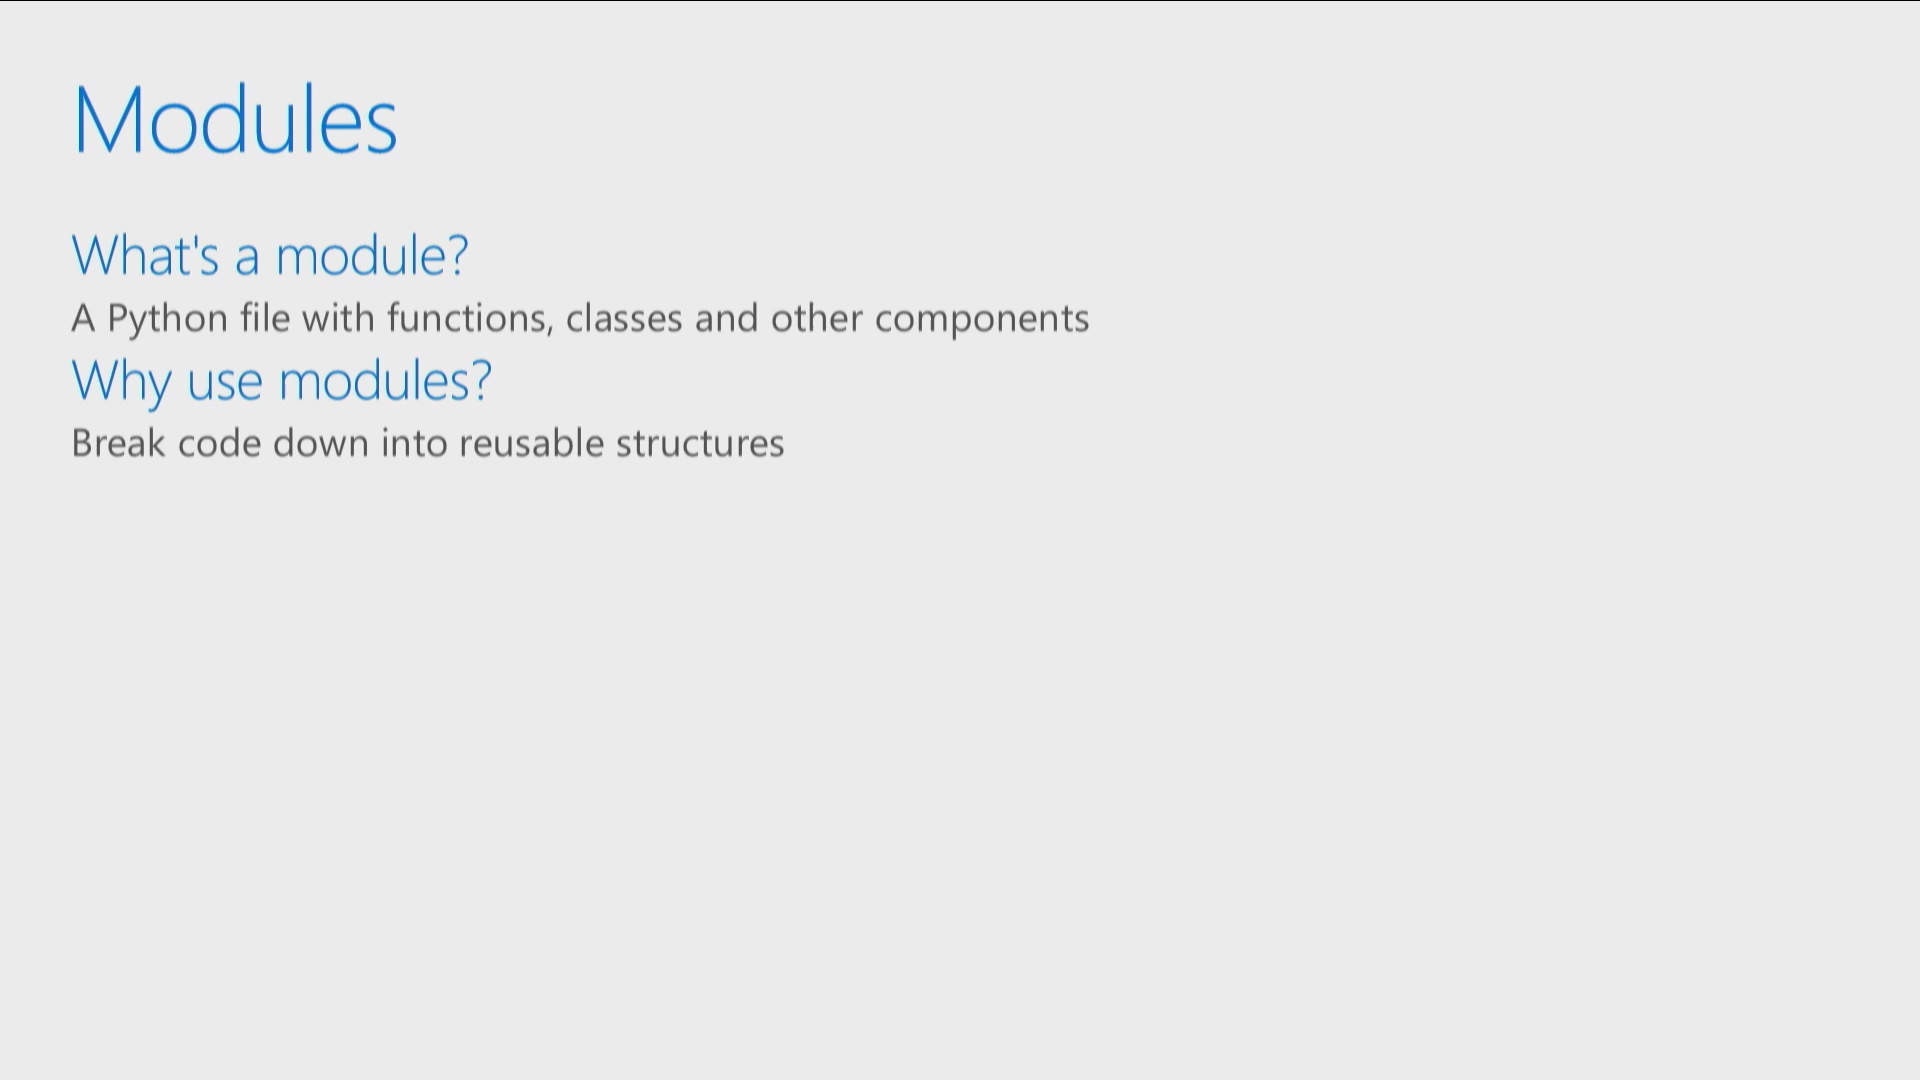 Modules
What's a module?
A Python file with functions, classes and other components
Why use modules?
Break code down into reusable structures